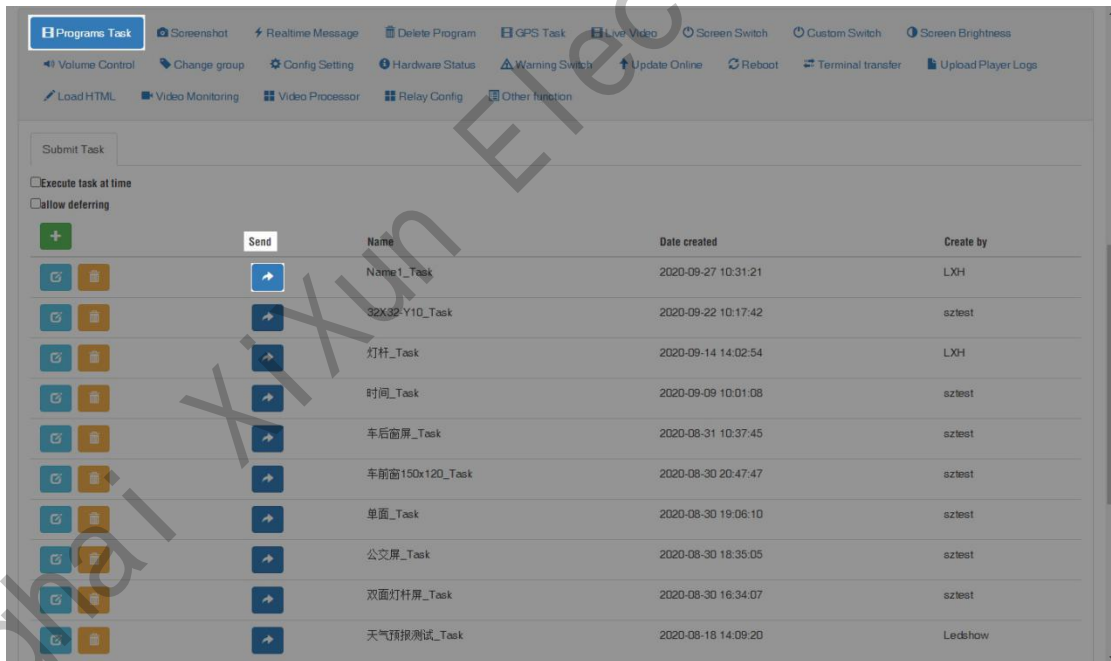 Programs Task Screenshot Realtime Message Delete Program GPS Task Live Video Screen Switch Custom Switch Screen Brightness
Volume Control Change group Config Setting Hardware Status Warning Switch Update Online Reboot Terminal transfer Upload Player Logs
Load HTML Video Monitoring Video Processor Relay Config Other function
Submit Task
Execute task at time
allow deferring
+ Send Name Date created Create by
Name1_Task 2020-09-27 10:31:21 LXH
32X32-Y10_Task 2020-09-22 10:17:42 sztest
灯杆_Task 2020-09-14 14:02:54 LXH
时间_Task 2020-09-09 10:01:08 sztest
车后窗屏_Task 2020-08-31 10:37:45 sztest
车前窗150x120_Task 2020-08-30 20:47:47 sztest
单面_Task 2020-08-30 19:06:10 sztest
公交屏_Task 2020-08-30 18:35:05 sztest
双面灯杆屏_Task 2020-08-30 16:34:07 sztest
天气预报测试_Task 2020-08-18 14:09:20 Ledshow
XiXun